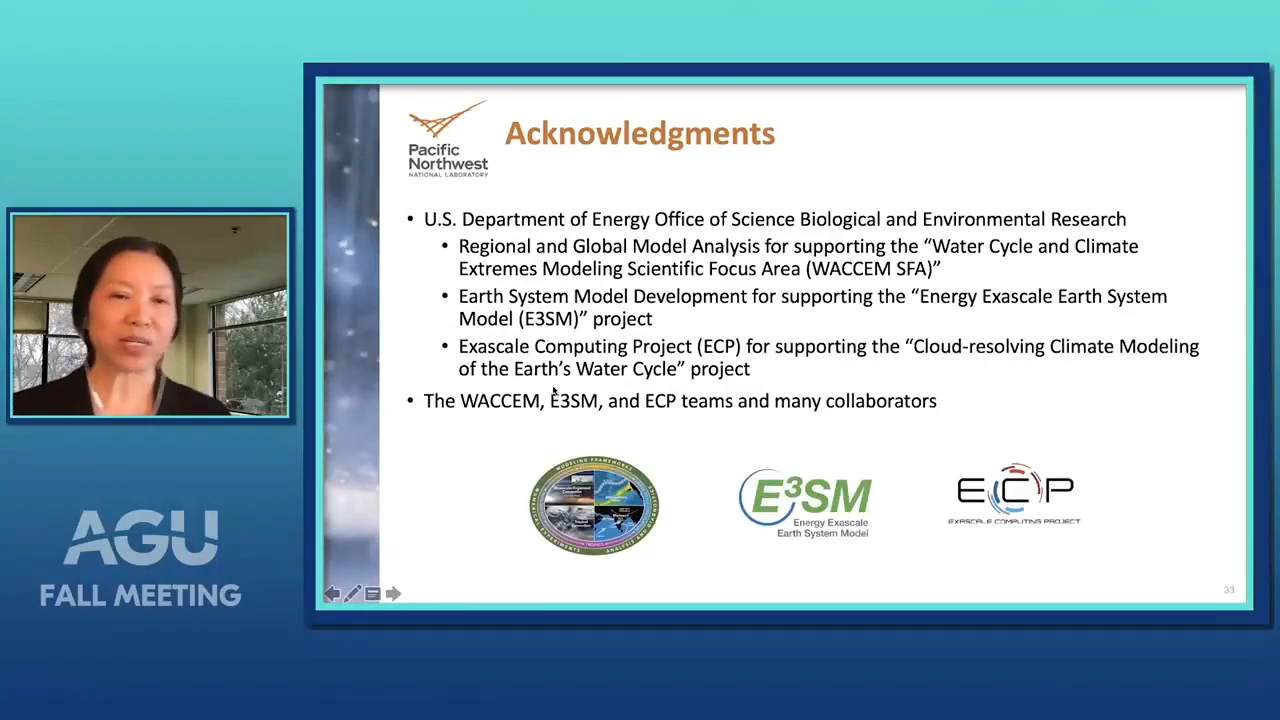 Pacific
Northwest
NATIONAL LABORATORY
Acknowledgments
• U.S. Department of Energy Office of Science Biological and Environmental Research
• Regional and Global Model Analysis for supporting the “Water Cycle and Climate
Extremes Modeling Scientific Focus Area (WACCEM SFA)”
• Earth System Model Development for supporting the “Energy Exascale Earth System
Model (E3SM)” project
• Exascale Computing Project (ECP) for supporting the “Cloud-resolving Climate Modeling
of the Earth’s Water Cycle” project
• The WACCEM, E3SM, and ECP teams and many collaborators
MODELING FRAMEWORKS
E³SM
Energy Exascale
Earth System Model
ECP
EXASCALE COMPUTING PROJECT
33
AGU
FALL MEETING